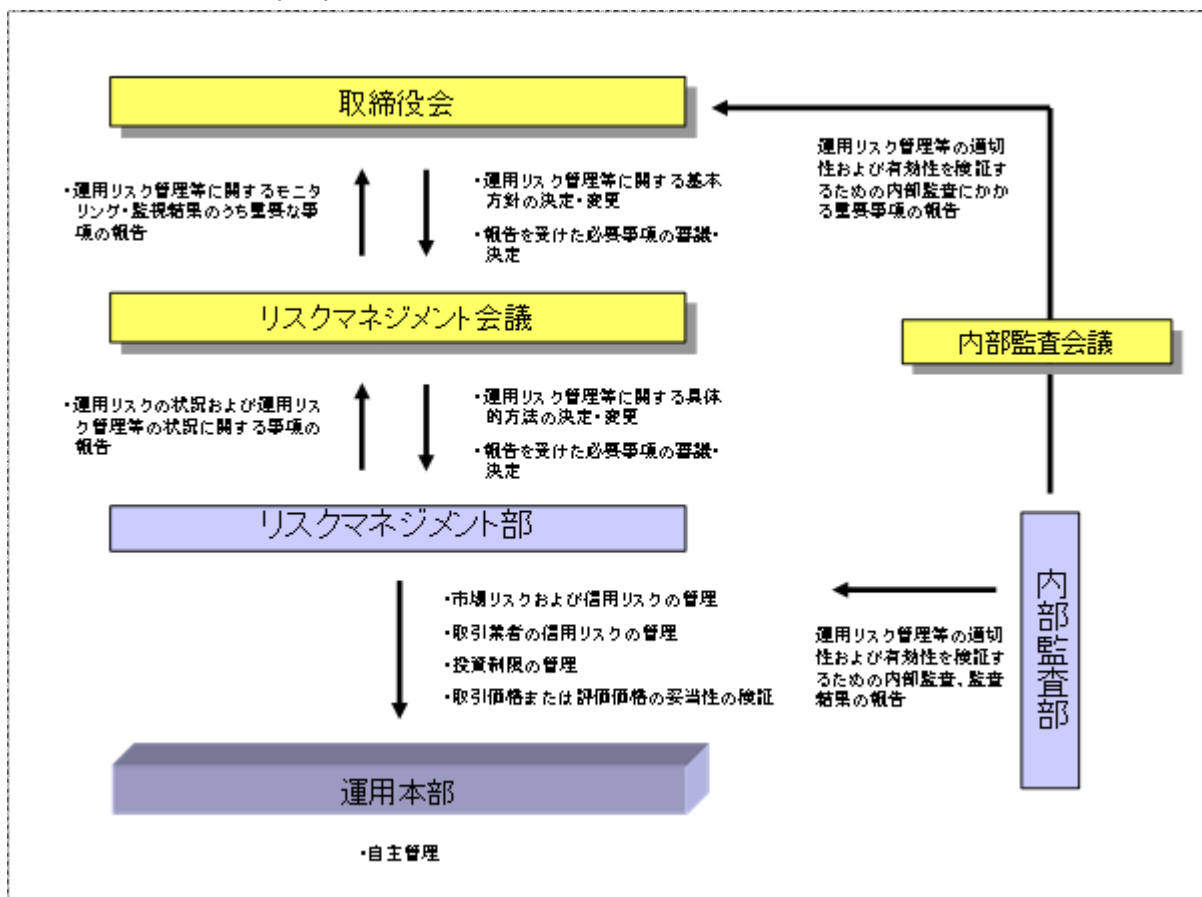 取締役会
・運用リスク管理等に関するモニ
タリング・監視結果のうち重要な事
項の報告
・運用リスク管理等に関する基本
方針の決定・変更
・報告を受けた必要事項の審議・
決定
運用リスク管理等の適切
性および有効性を検証す
るための内部監査にかか
る重要事項の報告
リスクマネジメント会議
内部監査会議
・運用リスクの状況および運用リス
ク管理等の状況に関する事項の
報告
・運用リスク管理等に関する具体
的方法の決定・変更
・報告を受けた必要事項の審議・
決定
リスクマネジメント部
内部監査部
・市場リスクおよび信用リスクの管理
・取引業者の信用リスクの管理
・投資制限の管理
・取引価格または評価価格の妥当性の検証
運用リスク管理等の適切
性および有効性を検証す
るための内部監査、監査
結果の報告
運用本部
・自主管理